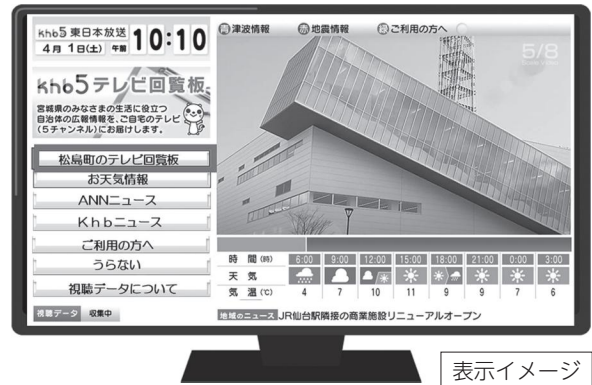 khb5 東日本放送
4月 1日(土) 午前 10:10
青 津波情報 赤 地震情報 緑 ご利用の方へ
5/8
khb5テレビ回覧板
宮城県のみなさまの生活に役立つ
自治体の広報情報を、ご自宅のテレビ
(5チャンネル)にお届けします。
松島町のテレビ回覧板
お天気情報
ANNニュース
Khbニュース
ご利用の方へ
うらない
視聴データについて
視聴データ 収集中
時 間(時) 6:00 9:00 12:00 15:00 18:00 21:00 0:00 3:00
天 気
気 温(℃) 4 7 10 11 9 9 7 6
地域のニュース JR仙台駅隣接の商業施設リニューアルオープン
表示イメージ